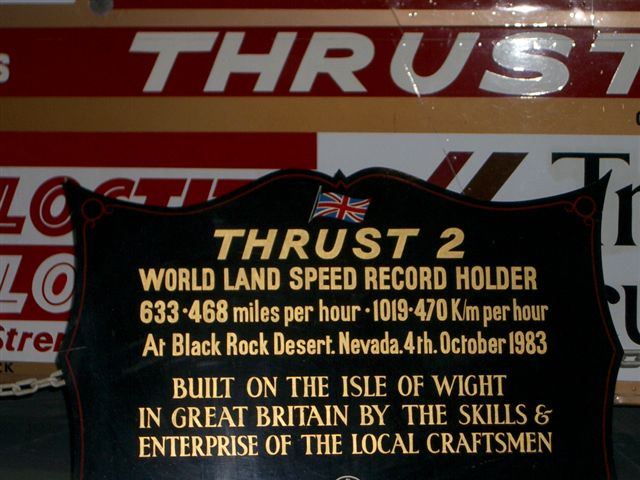 THRUST
LOCTITE
THRUST 2
WORLD LAND SPEED RECORD HOLDER
633·468 miles per hour · 1019·470 K/m per hour
At Black Rock Desert. Nevada. 4th. October 1983
BUILT ON THE ISLE OF WIGHT
IN GREAT BRITAIN BY THE SKILLS &
ENTERPRISE OF THE LOCAL CRAFTSMEN